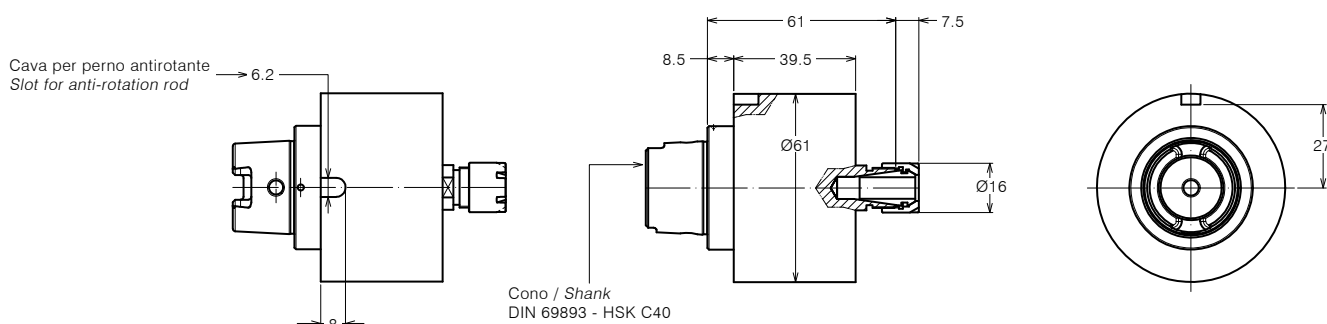 61
7.5
8.5
39.5
Cava per perno antirotante
Slot for anti-rotation rod
6.2
Ø61
27
Ø16
Cono / Shank
DIN 69893 - HSK C40
8